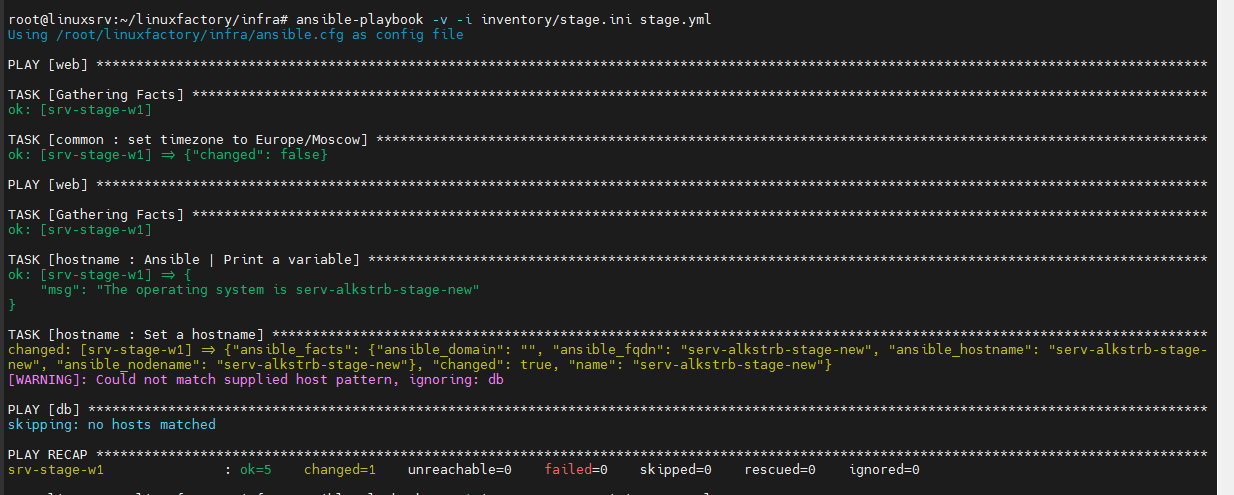 root@linuxsrv:~/linuxfactory/infra# ansible-playbook -v -i inventory/stage.ini stage.yml
Using /root/linuxfactory/infra/ansible.cfg as config file
PLAY [web] *******************************************************************************************************************************************
TASK [Gathering Facts] *******************************************************************************************************************************
ok: [srv-stage-w1]
TASK [common : set timezone to Europe/Moscow] ********************************************************************************************************
ok: [srv-stage-w1] => {"changed": false}
PLAY [web] *******************************************************************************************************************************************
TASK [Gathering Facts] *******************************************************************************************************************************
ok: [srv-stage-w1]
TASK [hostname : Ansible | Print a variable] *********************************************************************************************************
ok: [srv-stage-w1] => {
    "msg": "The operating system is serv-alkstrb-stage-new"
}
TASK [hostname : Set a hostname] *********************************************************************************************************************
changed: [srv-stage-w1] => {"ansible_facts": {"ansible_domain": "", "ansible_fqdn": "serv-alkstrb-stage-new", "ansible_hostname": "serv-alkstrb-stage-
new", "ansible_nodename": "serv-alkstrb-stage-new"}, "changed": true, "name": "serv-alkstrb-stage-new"}
[WARNING]: Could not match supplied host pattern, ignoring: db
PLAY [db] ********************************************************************************************************************************************
skipping: no hosts matched
PLAY RECAP *******************************************************************************************************************************************
srv-stage-w1               : ok=5    changed=1    unreachable=0    failed=0    skipped=0    rescued=0    ignored=0